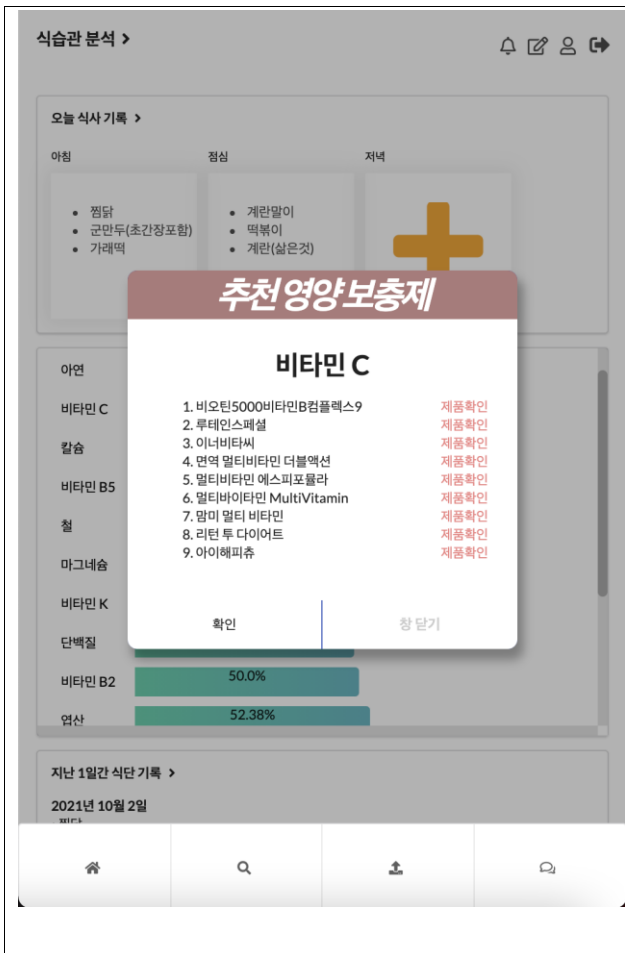 식습관 분석 >
오늘 식사 기록 >
아침 점심 저녁
• 찜닭
• 군만두(초간장포함)
• 가래떡
• 계란말이
• 떡볶이
• 계란(삶은것)
추천 영양 보충제
비타민 C
1. 비오틴5000비타민B컴플렉스9 제품확인
2. 루테인스페셜 제품확인
3. 이너비타씨 제품확인
4. 면역 멀티비타민 더블액션 제품확인
5. 멀티비타민 에스피포뮬라 제품확인
6. 멀티바이타민 MultiVitamin 제품확인
7. 맘미 멀티 비타민 제품확인
8. 리턴 투 다이어트 제품확인
9. 아이해피츄 제품확인
확인 창 닫기
아연
비타민 C
칼슘
비타민 B5
철
마그네슘
비타민 K
단백질
비타민 B2 50.0%
엽산 52.38%
지난 1일간 식단 기록 >
2021년 10월 2일